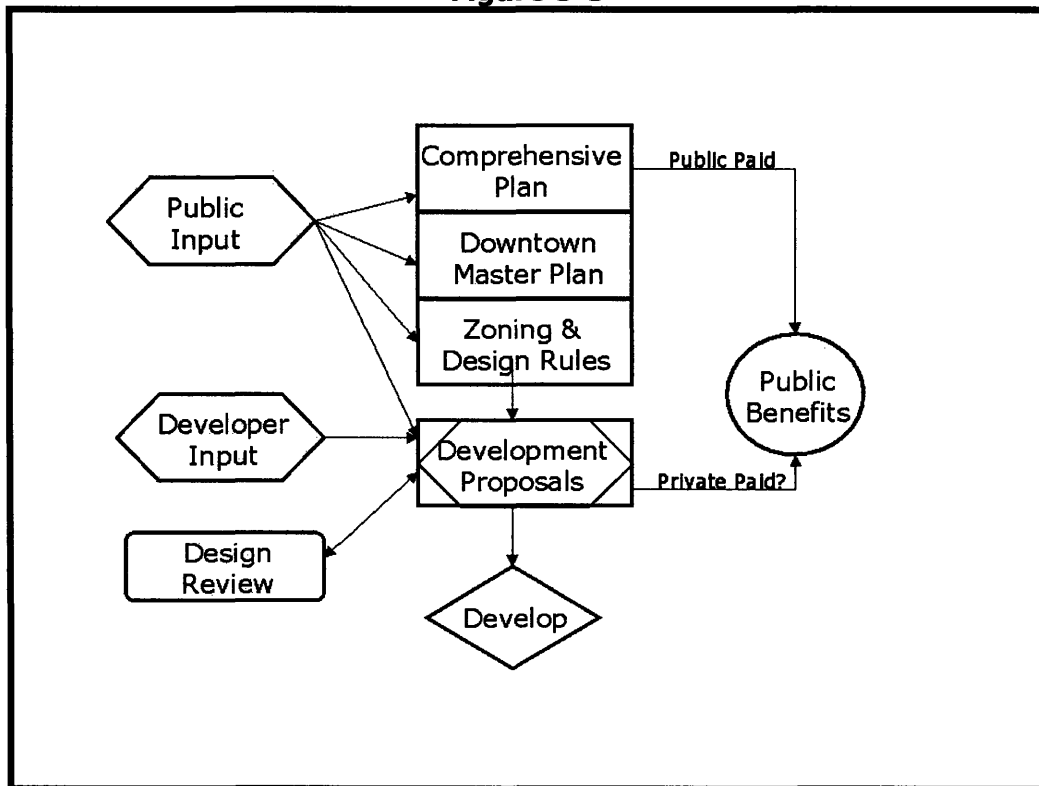 Comprehensive
Plan
Public Paid
Public
Input
Downtown
Master Plan
Zoning &
Design Rules
Public
Benefits
Developer
Input
Development
Proposals
Private Paid?
Design
Review
Develop